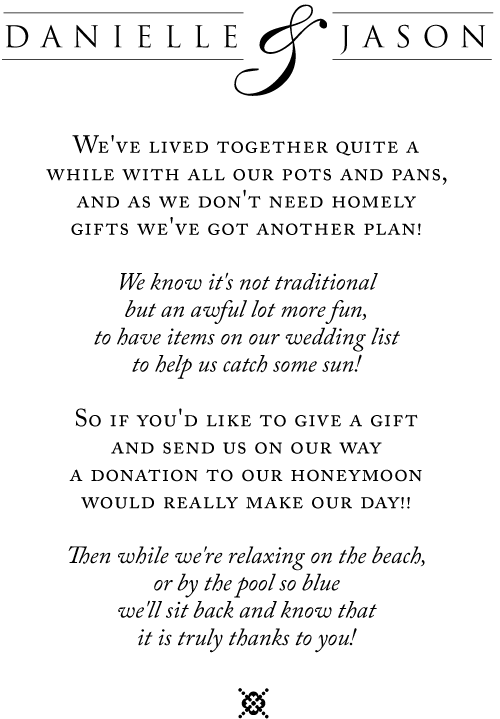 DANIELLE & JASON
WE'VE LIVED TOGETHER QUITE A
WHILE WITH ALL OUR POTS AND PANS,
AND AS WE DON'T NEED HOMELY
GIFTS WE'VE GOT ANOTHER PLAN!
We know it's not traditional
but an awful lot more fun,
to have items on our wedding list
to help us catch some sun!
SO IF YOU'D LIKE TO GIVE A GIFT
AND SEND US ON OUR WAY
A DONATION TO OUR HONEYMOON
WOULD REALLY MAKE OUR DAY!!
Then while we're relaxing on the beach,
or by the pool so blue
we'll sit back and know that
it is truly thanks to you!